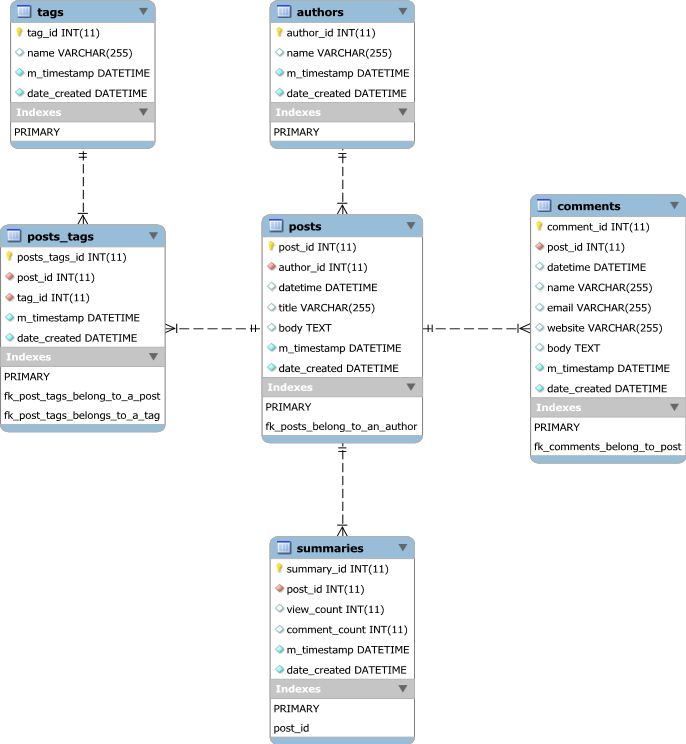 tags
tag_id INT(11)
name VARCHAR(255)
m_timestamp DATETIME
date_created DATETIME
Indexes
PRIMARY
authors
author_id INT(11)
name VARCHAR(255)
m_timestamp DATETIME
date_created DATETIME
Indexes
PRIMARY
posts_tags
posts_tags_id INT(11)
post_id INT(11)
tag_id INT(11)
m_timestamp DATETIME
date_created DATETIME
Indexes
PRIMARY
fk_post_tags_belong_to_a_post
fk_post_tags_belongs_to_a_tag
posts
post_id INT(11)
author_id INT(11)
datetime DATETIME
title VARCHAR(255)
body TEXT
m_timestamp DATETIME
date_created DATETIME
Indexes
PRIMARY
fk_posts_belong_to_an_author
comments
comment_id INT(11)
post_id INT(11)
datetime DATETIME
name VARCHAR(255)
email VARCHAR(255)
website VARCHAR(255)
body TEXT
m_timestamp DATETIME
date_created DATETIME
Indexes
PRIMARY
fk_comments_belong_to_post
summaries
summary_id INT(11)
post_id INT(11)
view_count INT(11)
comment_count INT(11)
m_timestamp DATETIME
date_created DATETIME
Indexes
PRIMARY
post_id